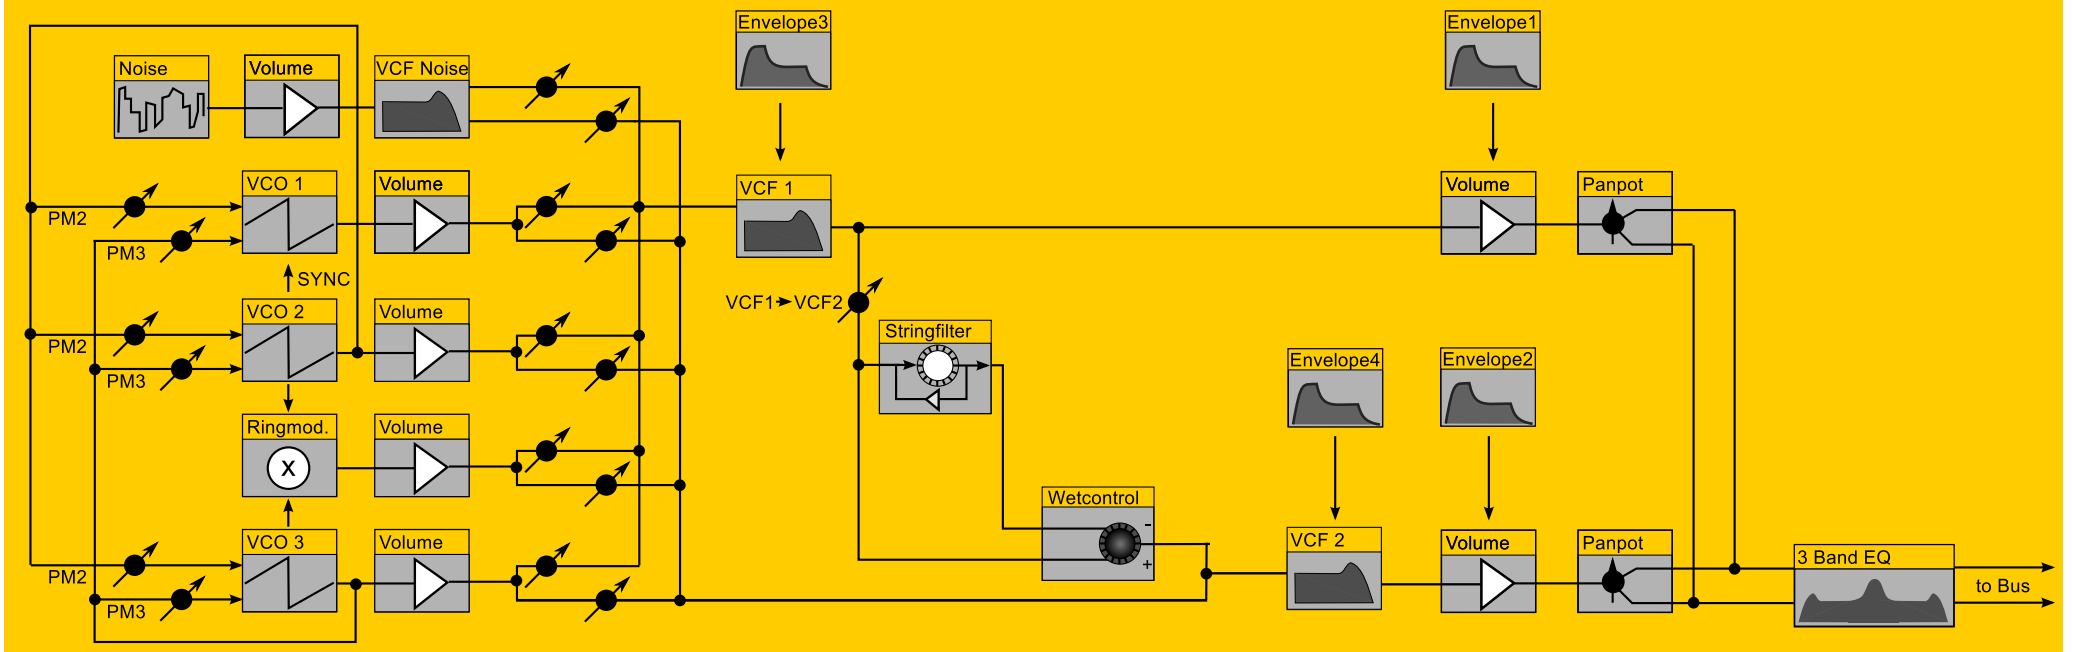 Envelope3
Envelope1
Noise
Volume
VCF Noise
VCO 1
Volume
VCF 1
Volume
Panpot
PM2
PM3
SYNC
VCF1
VCF2
VCO 2
Volume
Stringfilter
PM2
PM3
Envelope4
Envelope2
Ringmod.
Volume
X
Wetcontrol
-
+
VCO 3
Volume
VCF 2
Volume
Panpot
3 Band EQ
PM2
PM3
to Bus